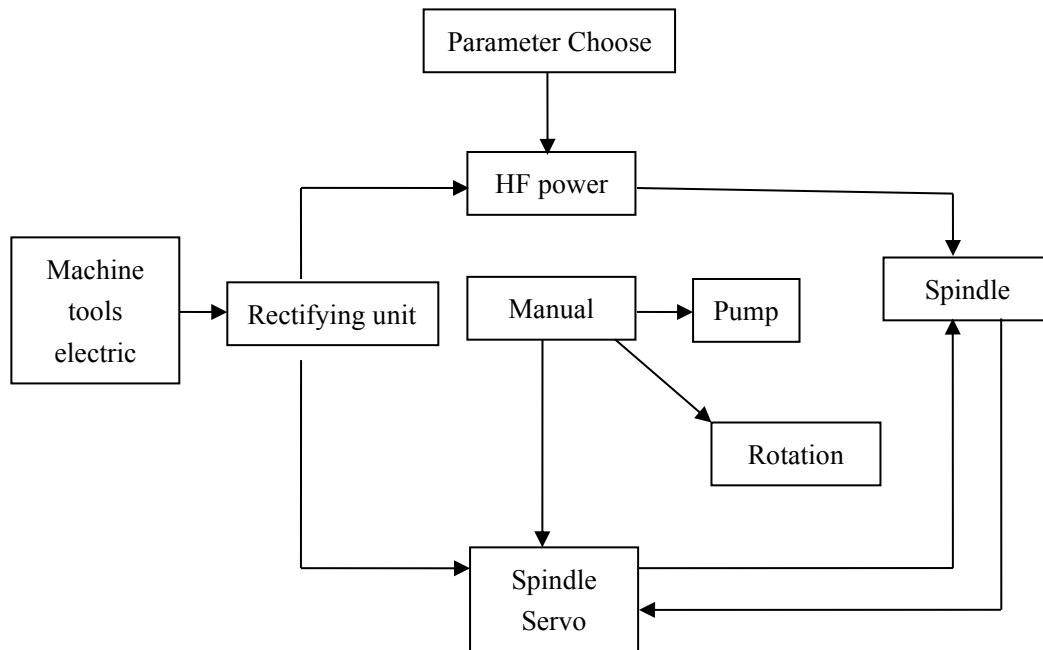 Parameter Choose
HF power
Machine
tools
electric
Rectifying unit
Manual
Pump
Spindle
Rotation
Spindle
Servo